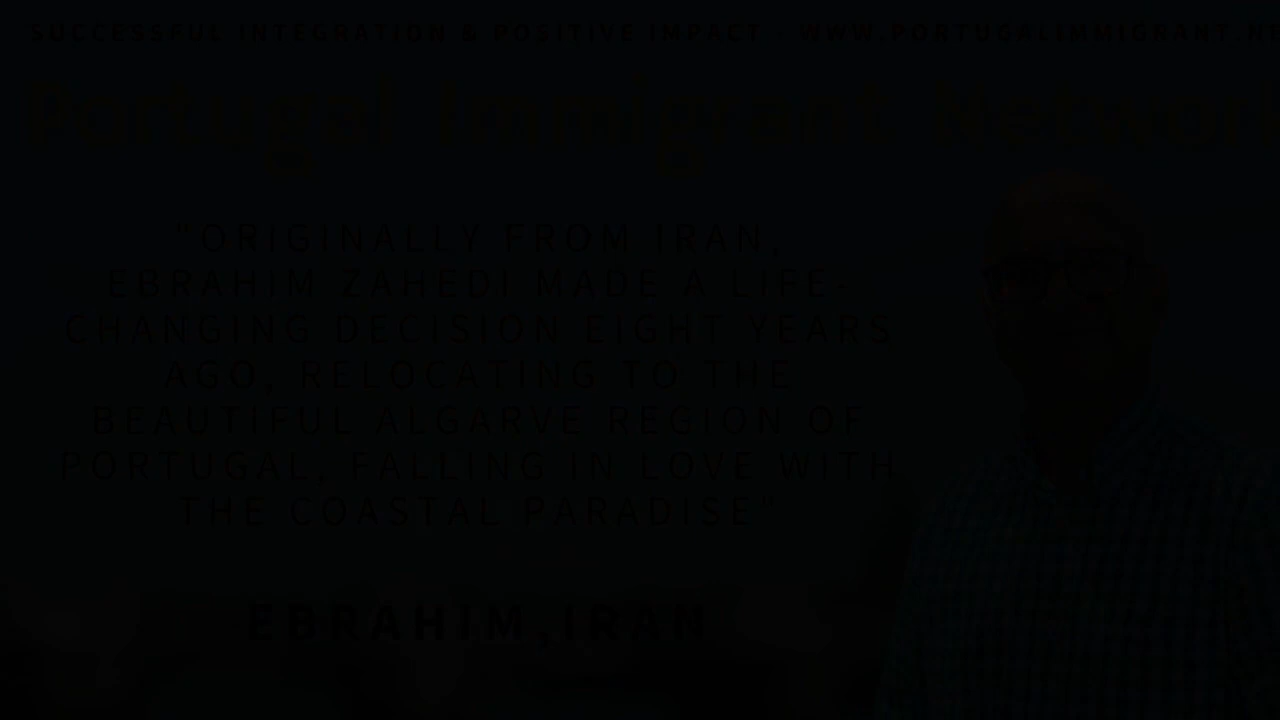 SUCCESSFUL INTEGRATION & POSITIVE IMPACT - WWW.PORTUGALIMMIGRANT.NE
Portugal Immigrant Network
"ORIGINALLY FROM IRAN,
EBRAHIM ZAHEDI MADE A LIFE-
CHANGING DECISION EIGHT YEARS
AGO, RELOCATING TO THE
BEAUTIFUL ALGARVE REGION OF
PORTUGAL, FALLING IN LOVE WITH
THE COASTAL PARADISE"
EBRAHIM,IRAN